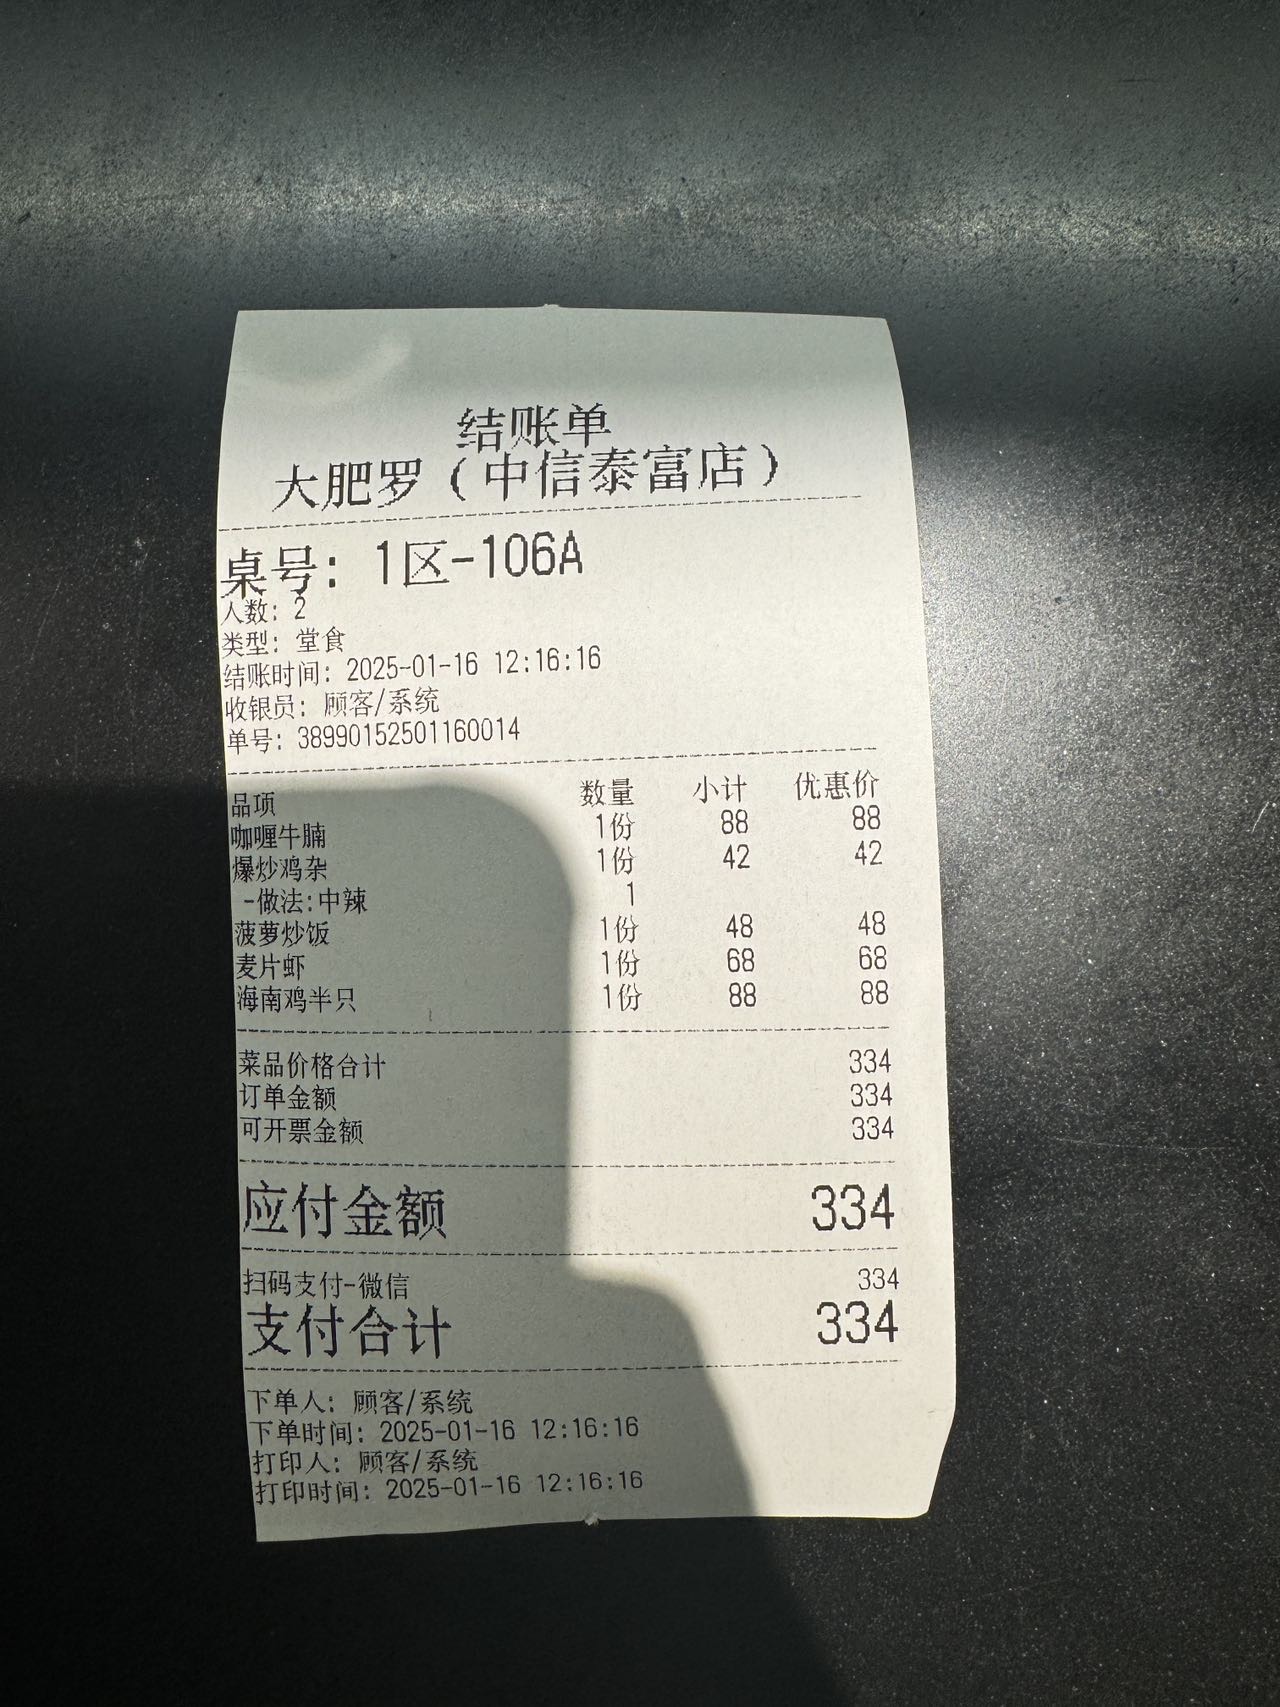 结账单
大肥罗（中信泰富店）
桌号: 1区-106A
人数: 2
类型: 堂食
结账时间: 2025-01-16 12:16:16
收银员: 顾客/系统
单号: 38990152501160014
品项 数量 小计 优惠价
咖喱牛腩 1份 88 88
爆炒鸡杂 1份 42 42
-做法:中辣 1
菠萝炒饭 1份 48 48
麦片虾 1份 68 68
海南鸡半只 1份 88 88
菜品价格合计 334
订单金额 334
可开票金额 334
应付金额 334
扫码支付-微信 334
支付合计 334
下单人: 顾客/系统
下单时间: 2025-01-16 12:16:16
打印人: 顾客/系统
打印时间: 2025-01-16 12:16:16